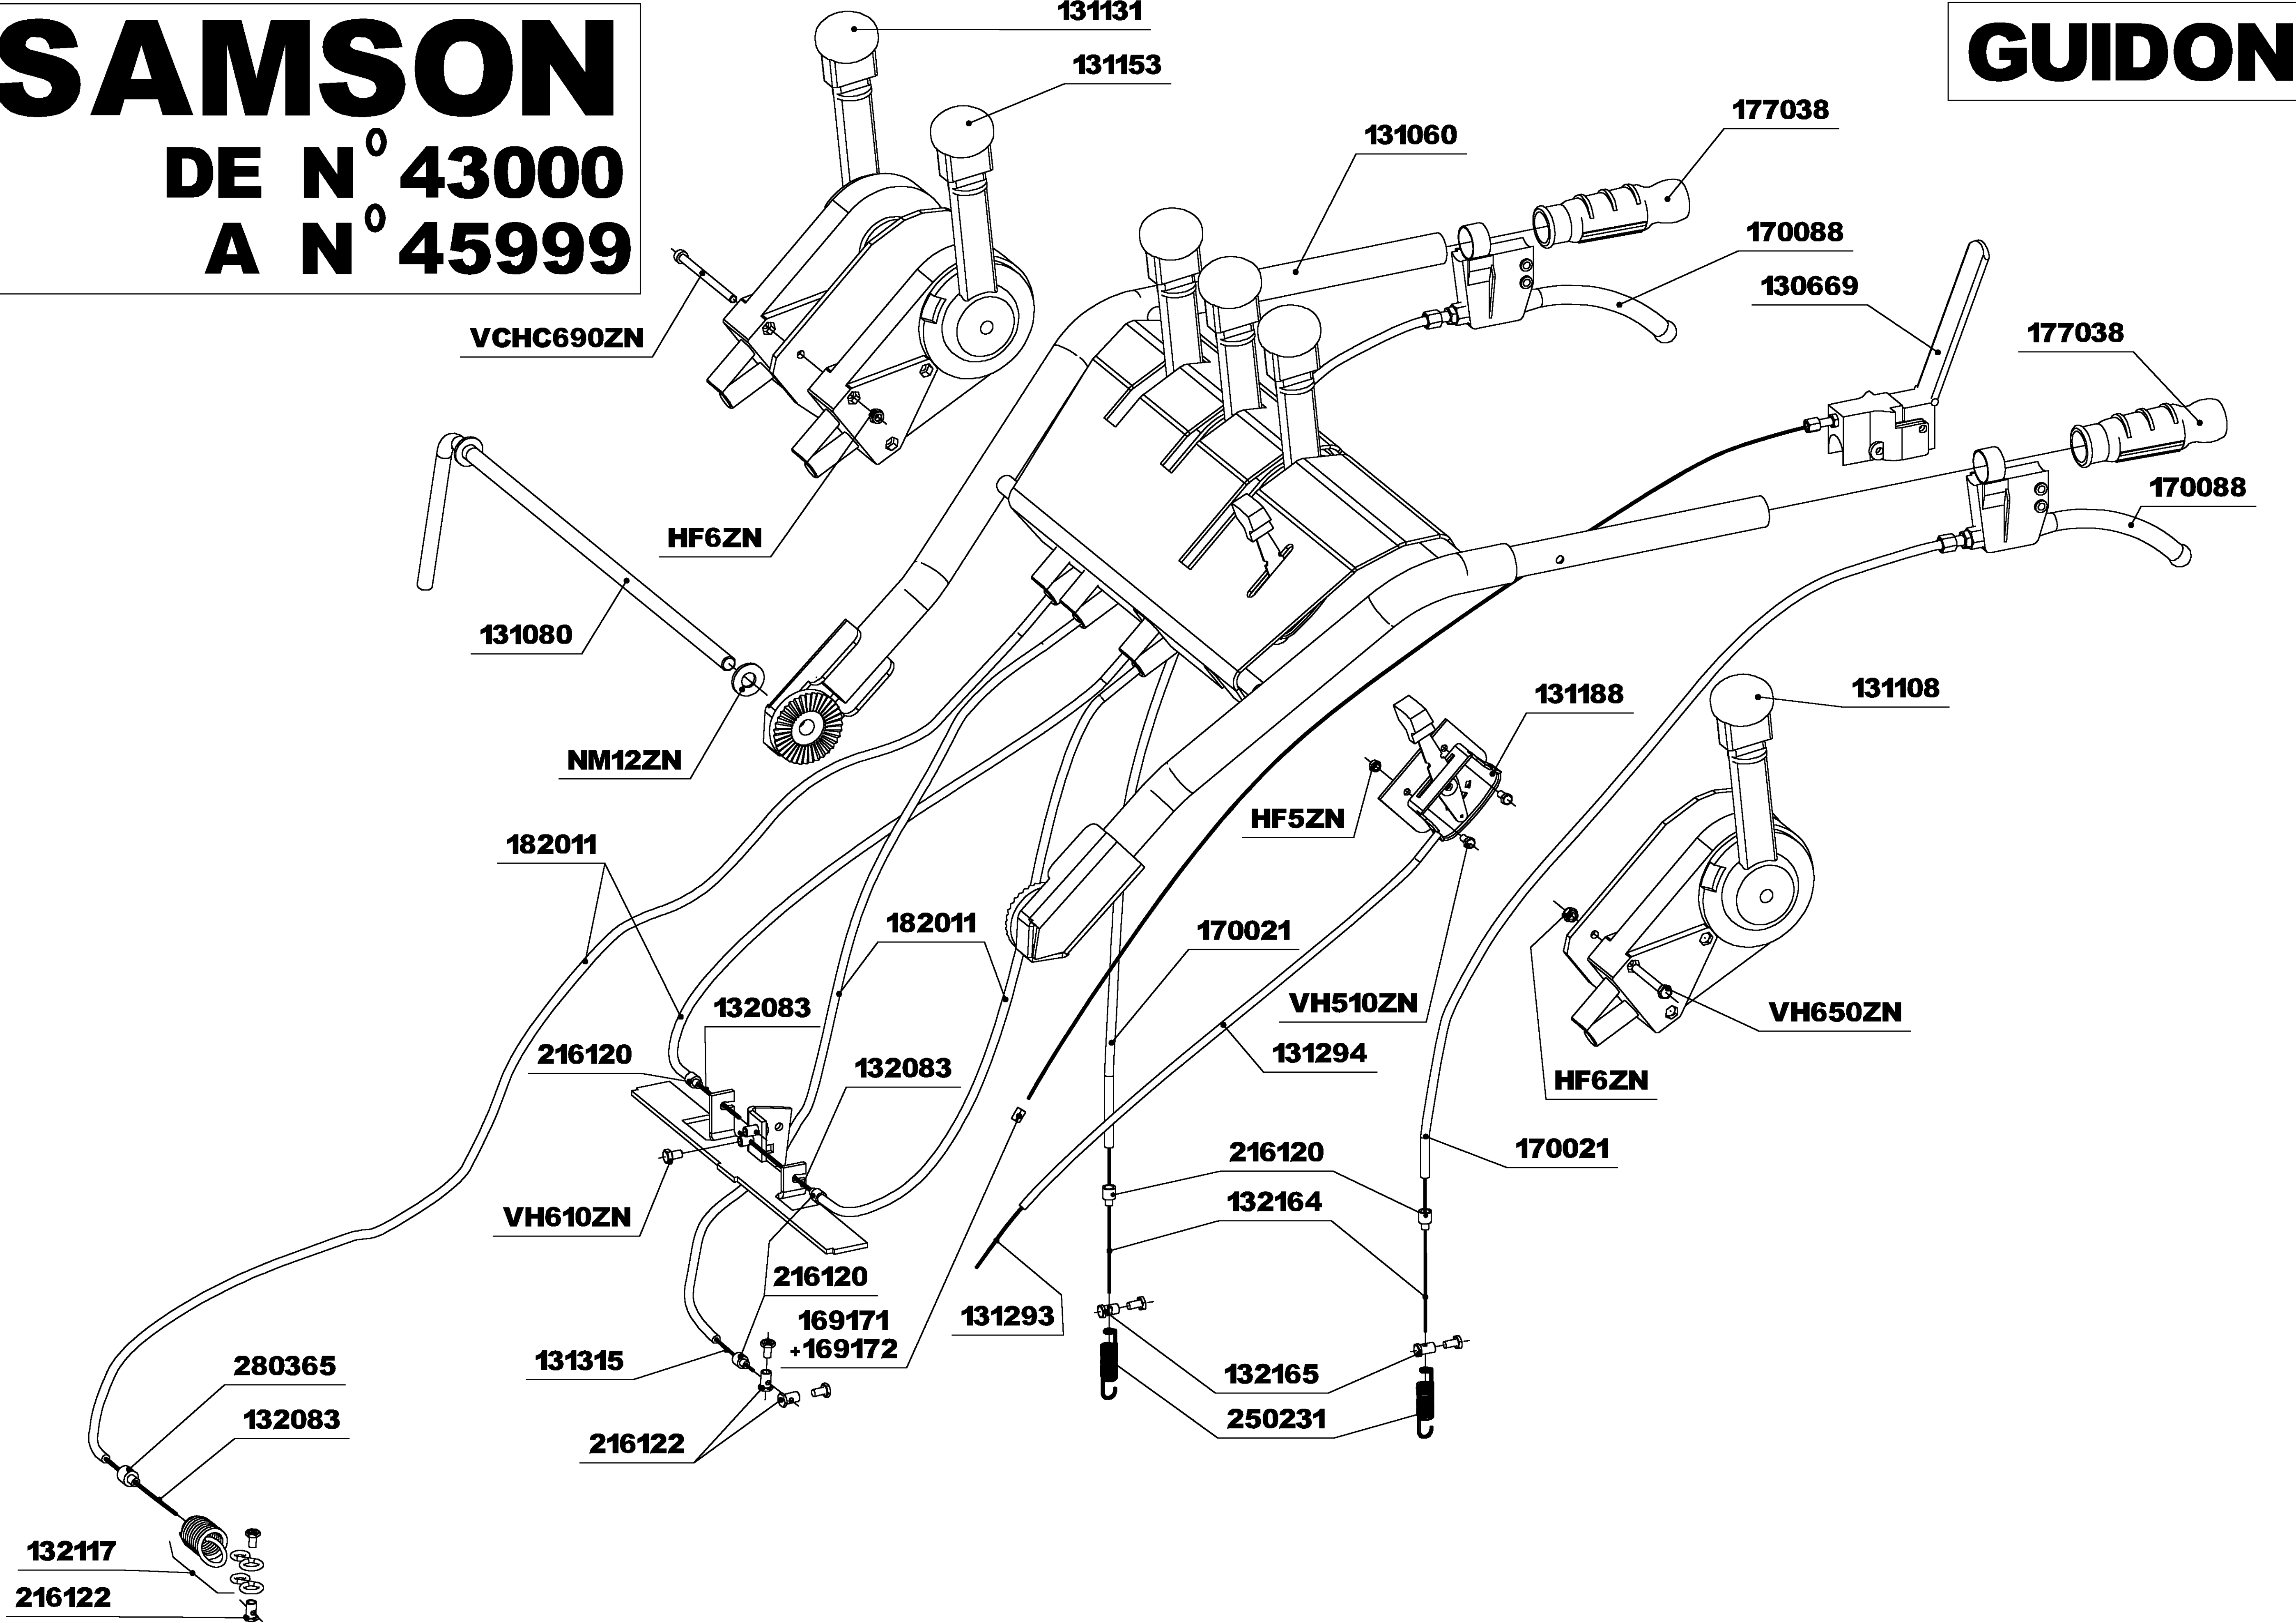 SAMSON
DE N° 43000
A N° 45999
GUIDON
131131
131153
131060
177038
170088
130669
177038
170088
VCHC690ZN
HF6ZN
131080
NM12ZN
131188
131108
HF5ZN
182011
182011
170021
VH510ZN
VH650ZN
132083
216120
132083
131294
HF6ZN
170021
216120
132164
VH610ZN
216120
131293
169171
+169172
131315
280365
132083
132165
250231
216122
132117
216122